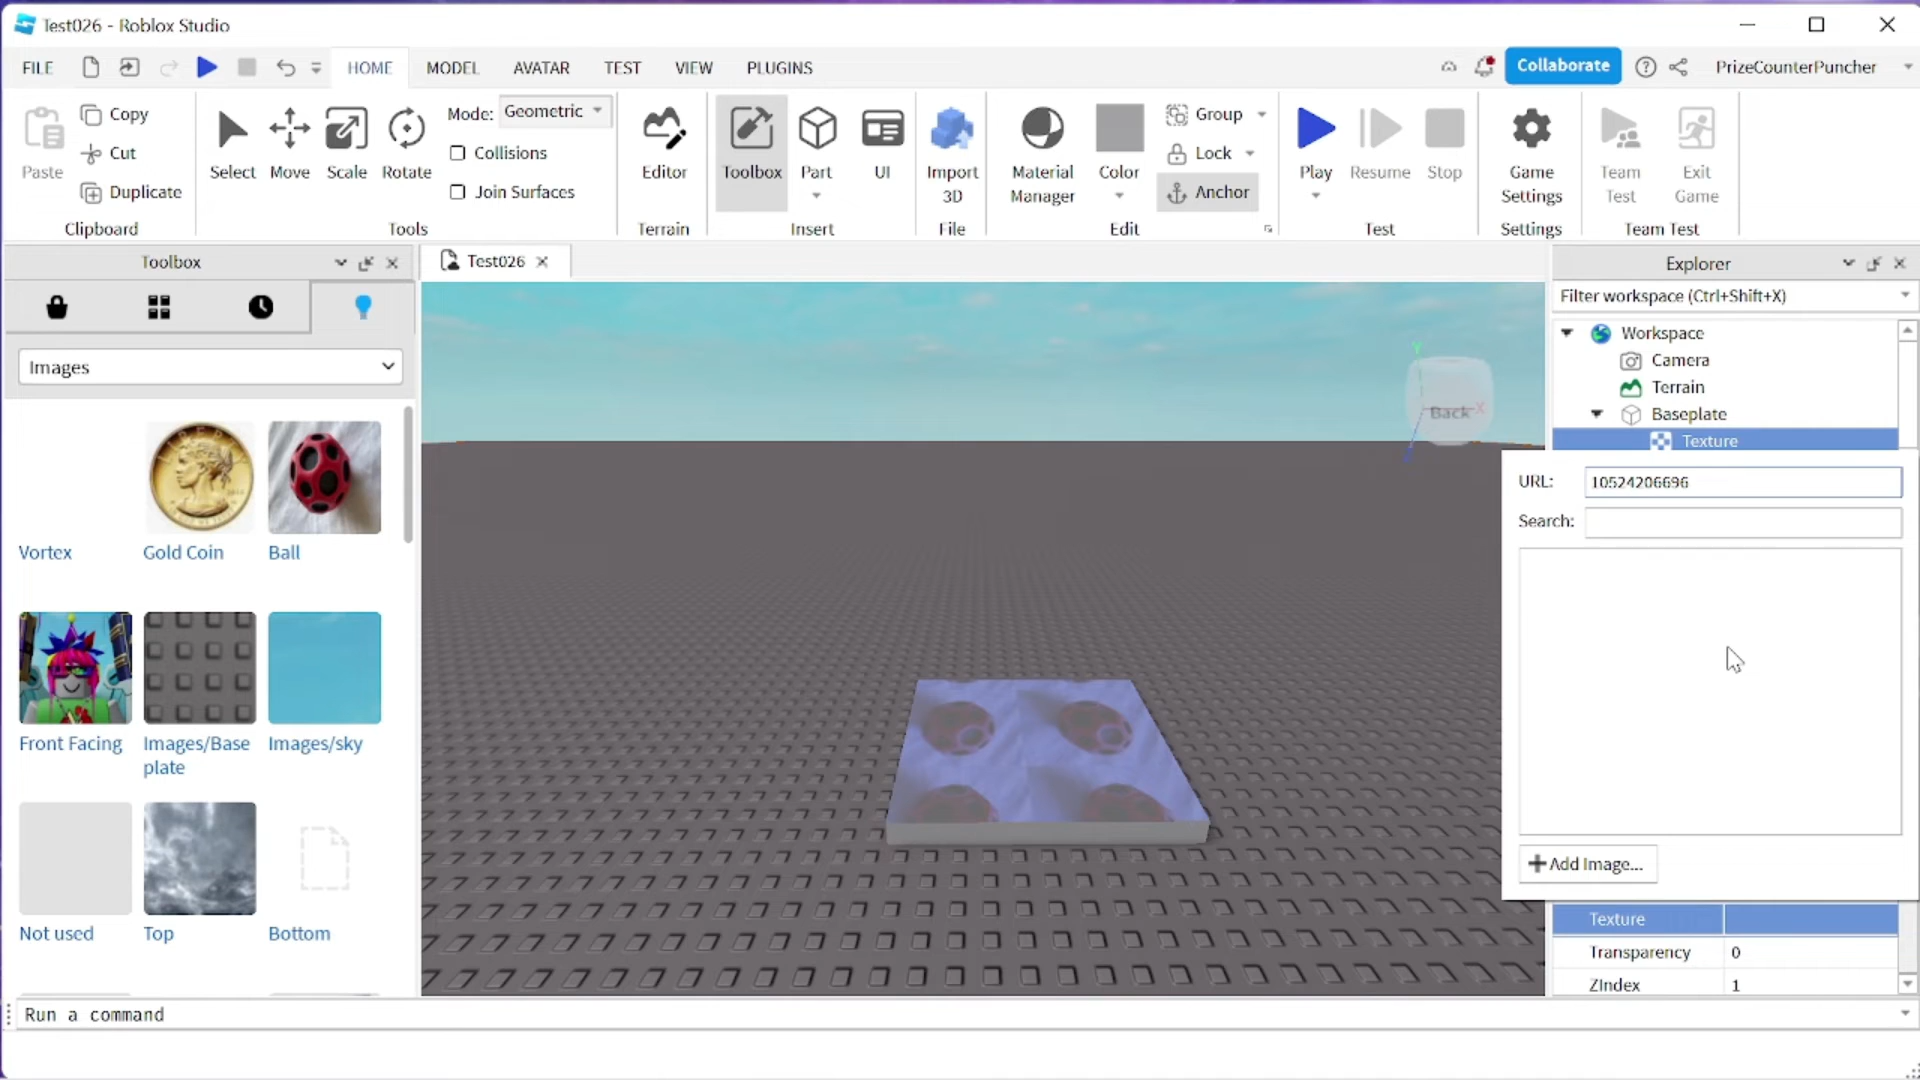 Test026 - Roblox Studio
FILE HOME MODEL AVATAR TEST VIEW PLUGINS Collaborate PrizeCounterPuncher
Paste
Copy
Cut
Duplicate
Clipboard
Select
Move
Scale
Rotate
Mode: Geometric
Collisions
Join Surfaces
Tools
Editor
Terrain
Toolbox
Part
UI
Insert
Import
3D
File
Material
Manager
Color
Group
Lock
Anchor
Edit
Play
Resume
Stop
Test
Game
Settings
Settings
Team
Test
Exit
Game
Team Test
Toolbox
Images
Vortex
Gold Coin
Ball
Front Facing
Images/Base
plate
Images/sky
Not used
Top
Bottom
Test026
LIBERTY
Back
Y
X
Explorer
Filter workspace (Ctrl+Shift+X)
Workspace
Camera
Terrain
Baseplate
Texture
URL: 10524206696
Search:
Add Image...
Texture
Transparency 0
ZIndex 1
Run a command